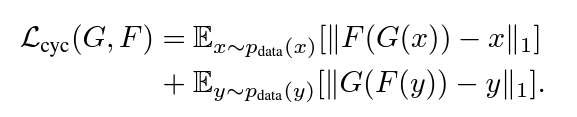 ℒ_cyc(G, F) = 𝔼_{x∼p_data(x)}[‖F(G(x)) − x‖₁]
+ 𝔼_{y∼p_data(y)}[‖G(F(y)) − y‖₁].